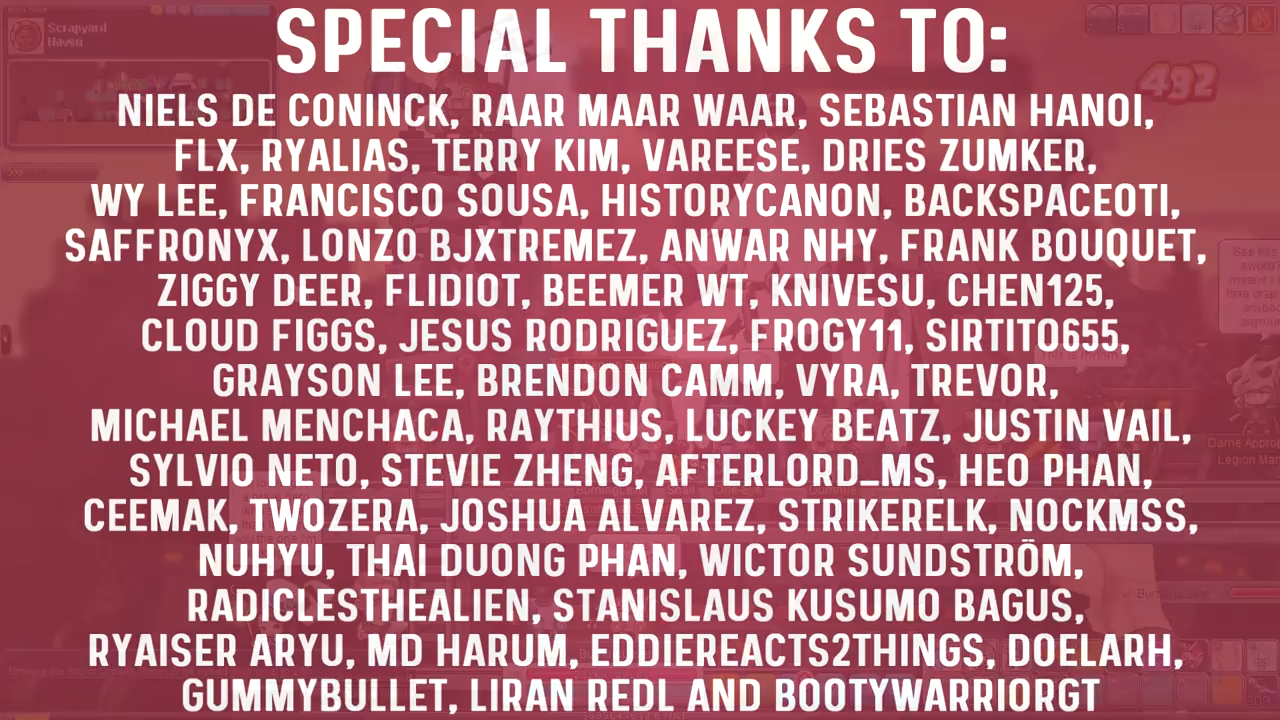 SPECIAL THANKS TO:
NIELS DE CONINCK, RAAR MAAR WAAR, SEBASTIAN HANOI,
FLX, RYALIAS, TERRY KIM, VAREESE, DRIES ZUMKER,
WY LEE, FRANCISCO SOUSA, HISTORYCANON, BACKSPACEOTI,
SAFFRONYX, LONZO BJXTREMEZ, ANWAR NHY, FRANK BOUQUET,
ZIGGY DEER, FLIDIOT, BEEMER WT, KNIVESU, CHEN125,
CLOUD FIGGS, JESUS RODRIGUEZ, FROGY11, SIRTITO655,
GRAYSON LEE, BRENDON CAMM, VYRA, TREVOR,
MICHAEL MENCHACA, RAYTHIUS, LUCKEY BEATZ, JUSTIN VAIL,
SYLVIO NETO, STEVIE ZHENG, AFTERLORD_MS, HEO PHAN,
CEEMAK, TWOZERA, JOSHUA ALVAREZ, STRIKERELK, NOCKMSS,
NUHYU, THAI DUONG PHAN, WICTOR SUNDSTRÖM,
RADICLESTHEALIEN, STANISLAUS KUSUMO BAGUS,
RYAISER ARYU, MD HARUM, EDDIEREACTS2THINGS, DOELARH,
GUMMYBULLET, LIRAN REDL AND BOOTYWARRIORGT
Scrapyard
Haven
492